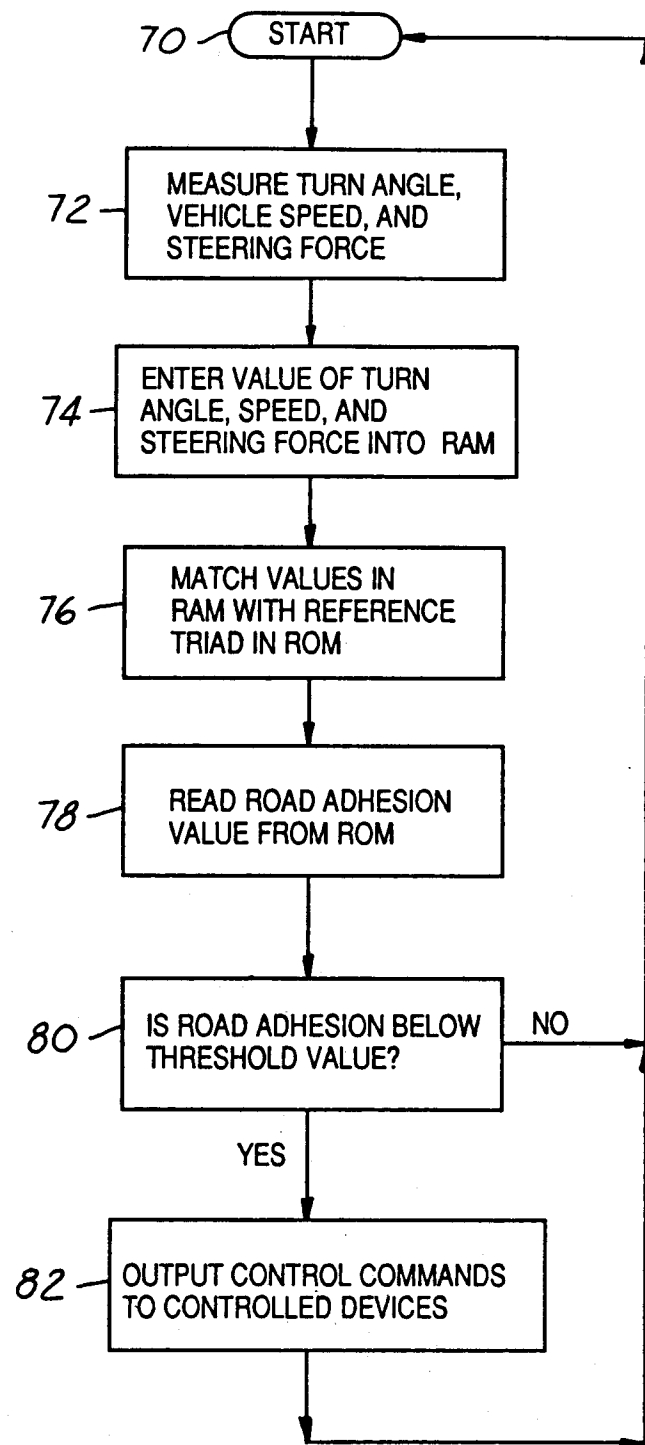 70
START
72
MEASURE TURN ANGLE,
VEHICLE SPEED, AND
STEERING FORCE
74
ENTER VALUE OF TURN
ANGLE, SPEED, AND
STEERING FORCE INTO RAM
76
MATCH VALUES IN
RAM WITH REFERENCE
TRIAD IN ROM
78
READ ROAD ADHESION
VALUE FROM ROM
80
IS ROAD ADHESION BELOW
THRESHOLD VALUE?
NO
YES
82
OUTPUT CONTROL COMMANDS
TO CONTROLLED DEVICES